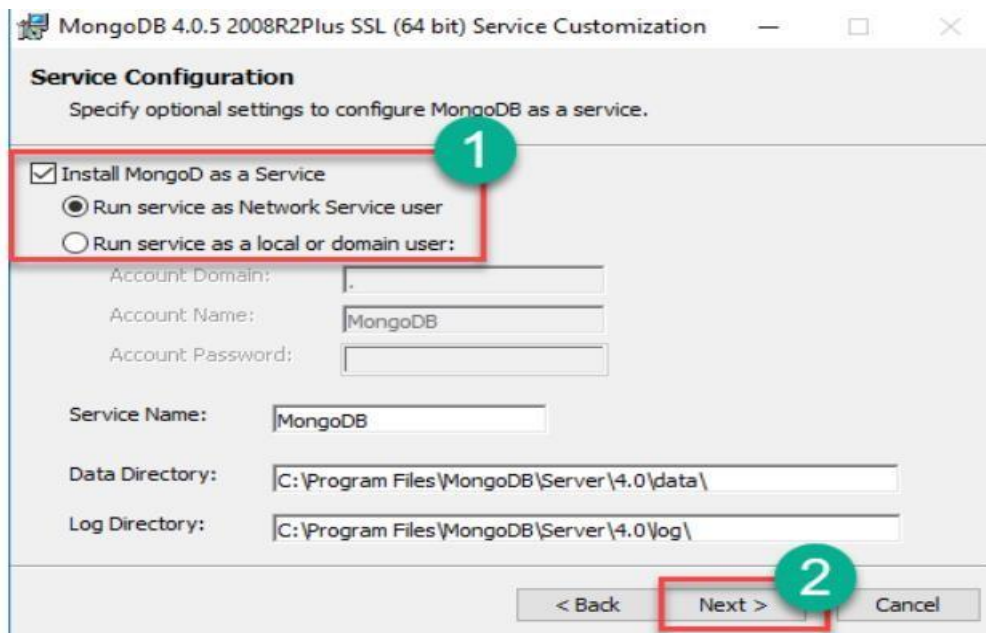 MongoDB 4.0.5 2008R2Plus SSL (64 bit) Service Customization
Service Configuration
Specify optional settings to configure MongoDB as a service.
1
Install MongoD as a Service
Run service as Network Service user
Run service as a local or domain user:
Account Domain: .
Account Name: MongoDB
Account Password:
Service Name: MongoDB
Data Directory: C:\Program Files\MongoDB\Server\4.0\data\
Log Directory: C:\Program Files\MongoDB\Server\4.0\log\
2
< Back Next > Cancel